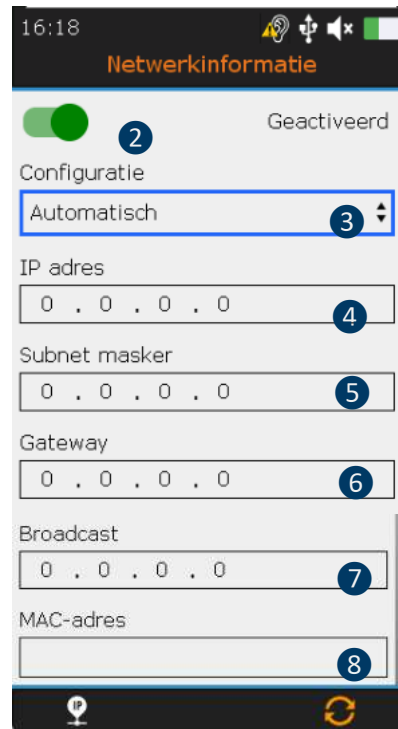 16:18
Netwerkinformatie
2 Geactiveerd
Configuratie
Automatisch 3
IP adres
0 . 0 . 0 . 0 4
Subnet masker
0 . 0 . 0 . 0 5
Gateway
0 . 0 . 0 . 0 6
Broadcast
0 . 0 . 0 . 0 7
MAC-adres
8
IP